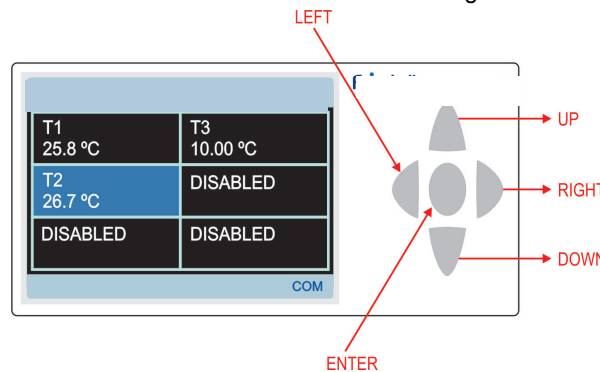 LEFT
T1
25.8 ºC
T3
10.00 ºC
T2
26.7 ºC
DISABLED
DISABLED
DISABLED
COM
UP
RIGHT
DOWN
ENTER